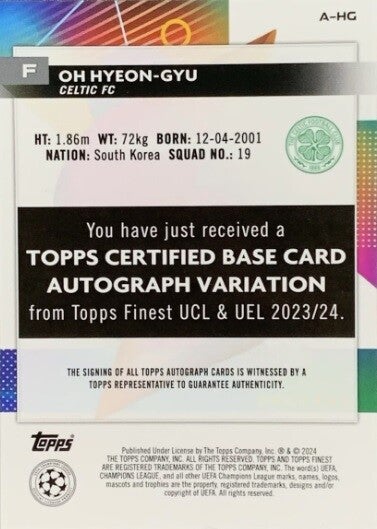 A-HG
F
OH HYEON-GYU
CELTIC FC
HT: 1.86m WT: 72kg BORN: 12-04-2001
NATION: South Korea SQUAD NO.: 19
You have just received a
TOPPS CERTIFIED BASE CARD
AUTOGRAPH VARIATION
from Topps Finest UCL & UEL 2023/24.
THE SIGNING OF ALL TOPPS AUTOGRAPH CARDS IS WITNESSED BY A
TOPPS REPRESENTATIVE TO GUARANTEE AUTHENTICITY.
Topps
Published Under License by The Topps Company, Inc. ® & © 2024
THE TOPPS COMPANY, INC. ALL RIGHTS RESERVED. TOPPS AND TOPPS FINEST
ARE REGISTERED TRADEMARKS OF THE TOPPS COMPANY, INC. The word(s) UEFA,
CHAMPIONS LEAGUE, and all other UEFA Champions League marks, names, logos,
mascots and trophies are the property, registered trademarks, designs and/or
copyright of UEFA. All rights reserved.